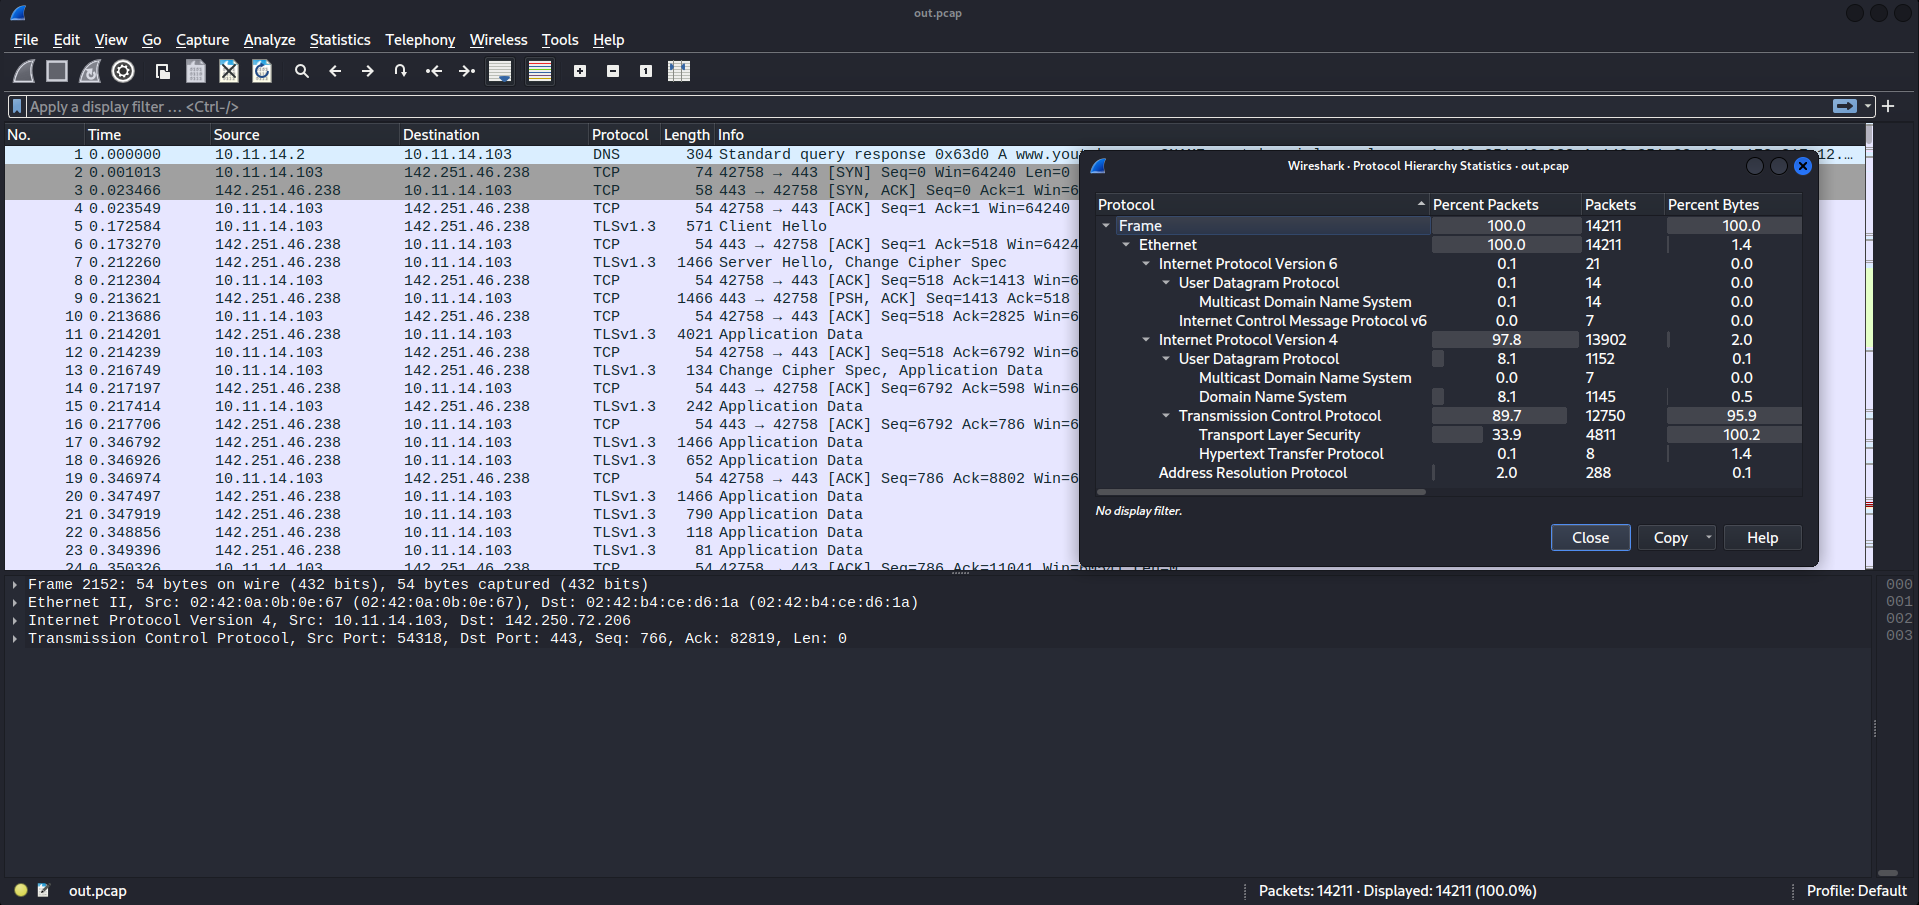 out.pcap
File Edit View Go Capture Analyze Statistics Telephony Wireless Tools Help
Apply a display filter … <Ctrl-/>
No. Time Source Destination Protocol Length Info
1 0.000000 10.11.14.2 10.11.14.103 DNS 304 Standard query response 0x63d0 A
2 0.001013 10.11.14.103 142.251.46.238 TCP 74 42758 → 443 [SYN] Seq=0 Win=64240 Len=0
3 0.023466 142.251.46.238 10.11.14.103 TCP 58 443 → 42758 [SYN, ACK] Seq=0 Ack=1 Win=6
4 0.023549 10.11.14.103 142.251.46.238 TCP 54 42758 → 443 [ACK] Seq=1 Ack=1 Win=64240
5 0.172584 10.11.14.103 142.251.46.238 TLSv1.3 571 Client Hello
6 0.173270 142.251.46.238 10.11.14.103 TCP 54 443 → 42758 [ACK] Seq=1 Ack=518 Win=6424
7 0.212260 142.251.46.238 10.11.14.103 TLSv1.3 1466 Server Hello, Change Cipher Spec
8 0.212304 10.11.14.103 142.251.46.238 TCP 54 42758 → 443 [ACK] Seq=518 Ack=1413 Win=6
9 0.213621 142.251.46.238 10.11.14.103 TCP 1466 443 → 42758 [PSH, ACK] Seq=1413 Ack=518
10 0.213686 10.11.14.103 142.251.46.238 TCP 54 42758 → 443 [ACK] Seq=518 Ack=2825 Win=6
11 0.214201 142.251.46.238 10.11.14.103 TLSv1.3 4021 Application Data
12 0.214239 10.11.14.103 142.251.46.238 TCP 54 42758 → 443 [ACK] Seq=518 Ack=6792 Win=6
13 0.216749 10.11.14.103 142.251.46.238 TLSv1.3 134 Change Cipher Spec, Application Data
14 0.217197 142.251.46.238 10.11.14.103 TCP 54 443 → 42758 [ACK] Seq=6792 Ack=598 Win=6
15 0.217414 10.11.14.103 142.251.46.238 TLSv1.3 242 Application Data
16 0.217706 142.251.46.238 10.11.14.103 TCP 54 443 → 42758 [ACK] Seq=6792 Ack=786 Win=6
17 0.346792 142.251.46.238 10.11.14.103 TLSv1.3 1466 Application Data
18 0.346926 142.251.46.238 10.11.14.103 TLSv1.3 652 Application Data
19 0.346974 10.11.14.103 142.251.46.238 TCP 54 42758 → 443 [ACK] Seq=786 Ack=8802 Win=6
20 0.347497 142.251.46.238 10.11.14.103 TLSv1.3 1466 Application Data
21 0.347919 142.251.46.238 10.11.14.103 TLSv1.3 790 Application Data
22 0.348856 142.251.46.238 10.11.14.103 TLSv1.3 118 Application Data
23 0.349396 142.251.46.238 10.11.14.103 TLSv1.3 81 Application Data
24 0.350326 10.11.14.103 142.251.46.238 TCP 54 42758 → 443 [ACK] Seq=786 Ack=11041
Wireshark · Protocol Hierarchy Statistics · out.pcap
Protocol Percent Packets Packets Percent Bytes
Frame 100.0 14211 100.0
Ethernet 100.0 14211 1.4
Internet Protocol Version 6 0.1 21 0.0
User Datagram Protocol 0.1 14 0.0
Multicast Domain Name System 0.1 14 0.0
Internet Control Message Protocol v6 0.0 7 0.0
Internet Protocol Version 4 97.8 13902 2.0
User Datagram Protocol 8.1 1152 0.1
Multicast Domain Name System 0.0 7 0.0
Domain Name System 8.1 1145 0.5
Transmission Control Protocol 89.7 12750 95.9
Transport Layer Security 33.9 4811 100.2
Hypertext Transfer Protocol 0.1 8 1.4
Address Resolution Protocol 2.0 288 0.1
No display filter.
Close Copy Help
Frame 2152: 54 bytes on wire (432 bits), 54 bytes captured (432 bits)
Ethernet II, Src: 02:42:0a:0b:0e:67 (02:42:0a:0b:0e:67), Dst: 02:42:b4:ce:d6:1a (02:42:b4:ce:d6:1a)
Internet Protocol Version 4, Src: 10.11.14.103, Dst: 142.250.72.206
Transmission Control Protocol, Src Port: 54318, Dst Port: 443, Seq: 766, Ack: 82819, Len: 0
000
001
002
003
out.pcap
Packets: 14211 · Displayed: 14211 (100.0%)
Profile: Default